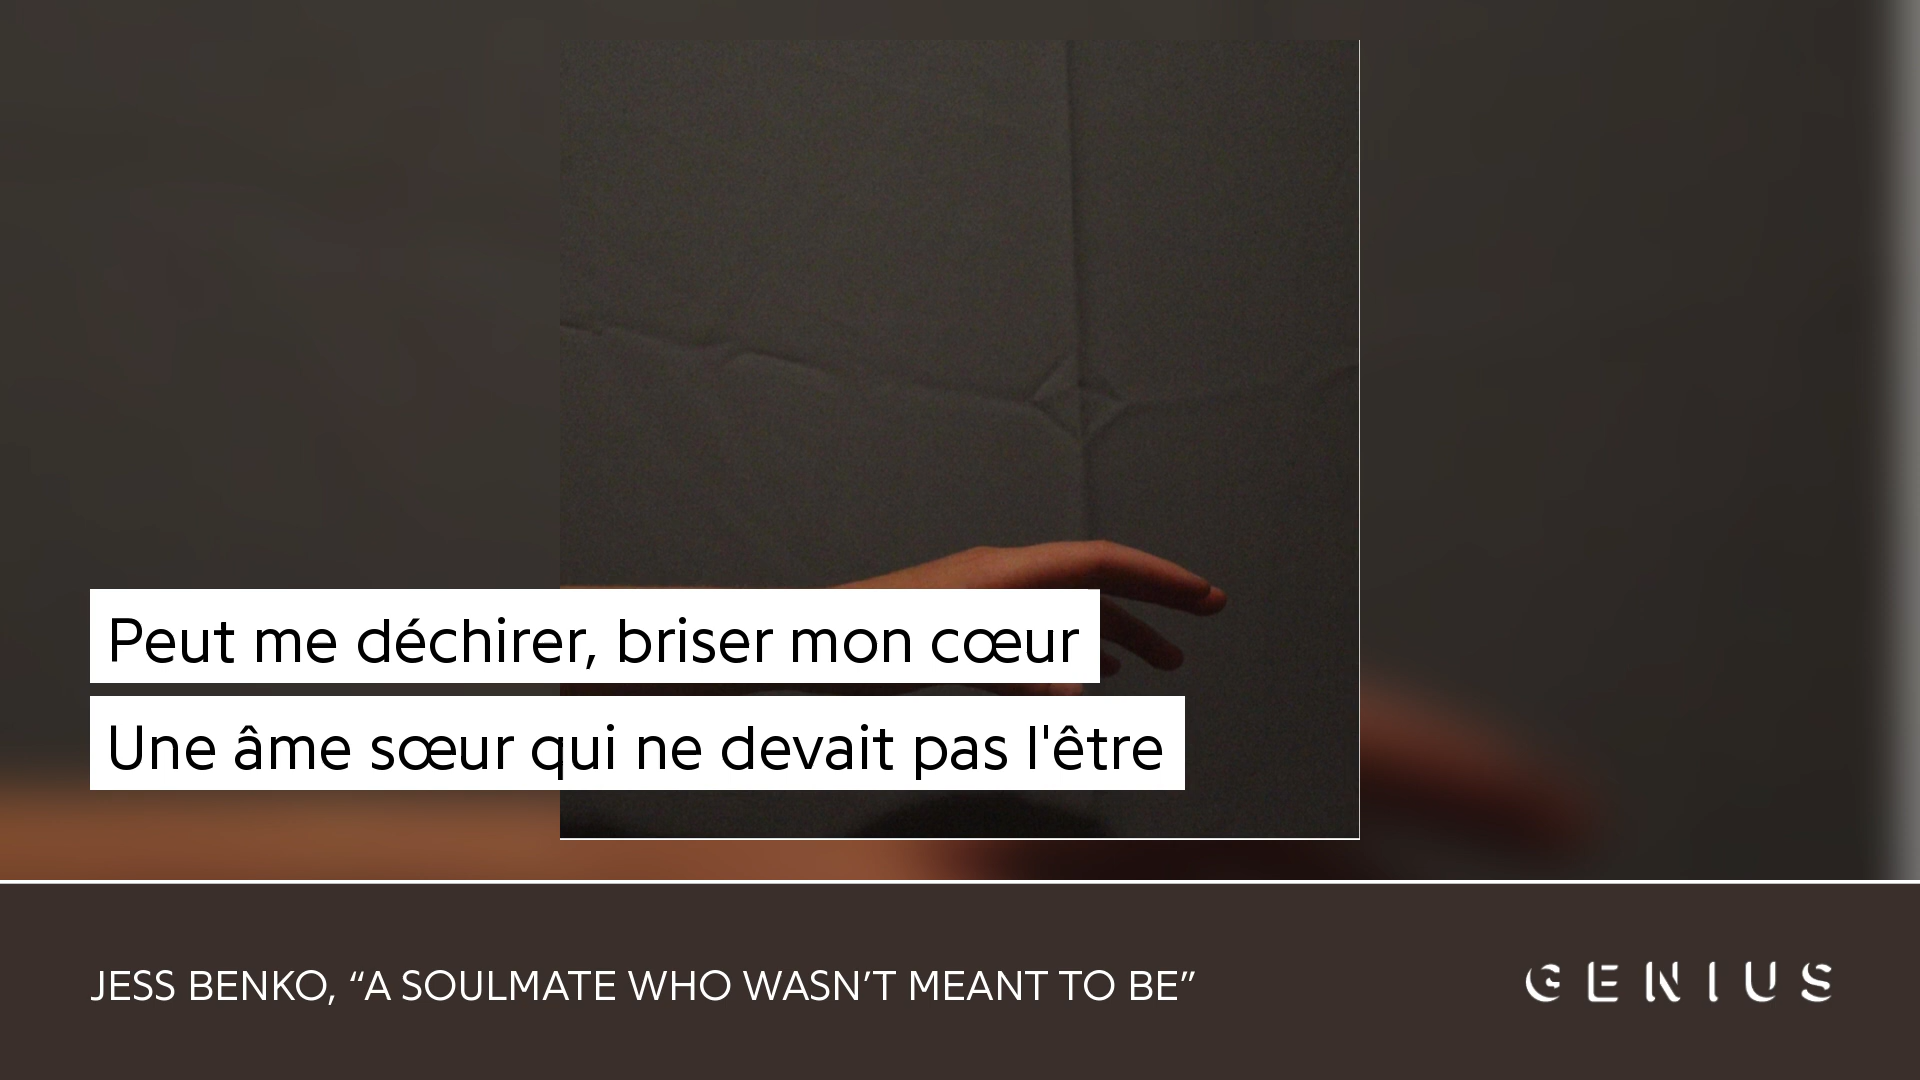 Peut me déchirer, briser mon cœur
Une âme sœur qui ne devait pas l'être
JESS BENKO, “A SOULMATE WHO WASN’T MEANT TO BE”
GENIUS